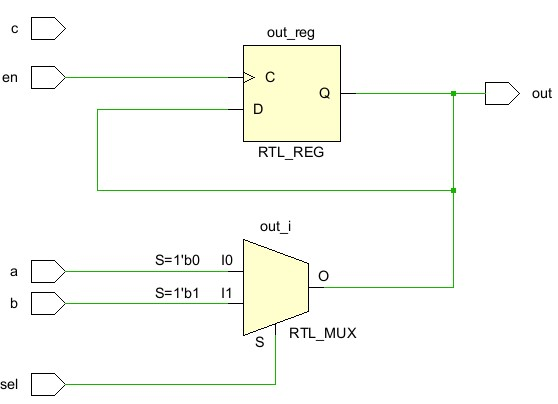 c
out_reg
en
C
Q
out
D
RTL_REG
out_i
S=1'b0 I0
a
O
S=1'b1 I1
b
RTL_MUX
S
sel